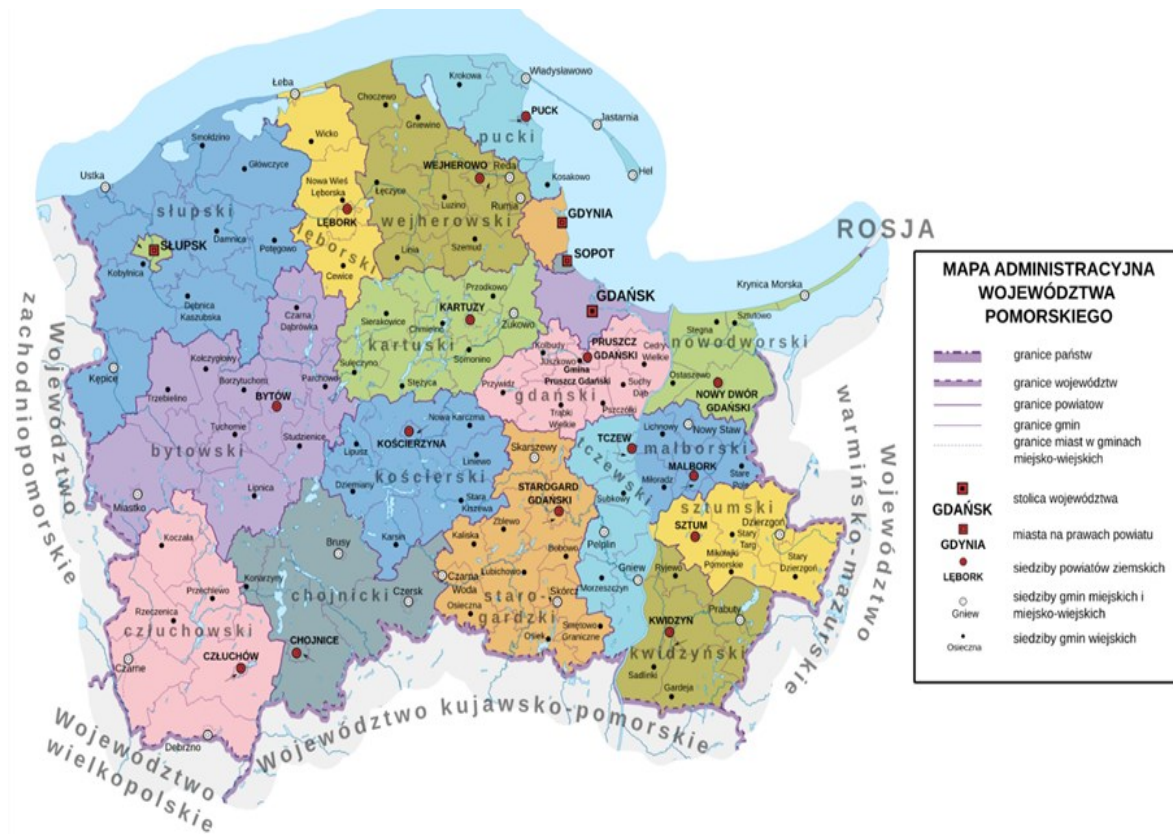 Łeba
Władysławowo
Krokowa
Choczewo
Gniewino
PUCK
Jastarnia
pucki
Smołdzino
Wicko
Główczyce
WEJHEROWO
Reda
Hel
Ustka
Nowa Wieś
Lęborska
Łęczyce
Kosakowo
słupski
LĘBORK
Luzino
Rumia
wejherowski
GDYNIA
Damnica
Potęgowo
lęborski
Linia
Szemud
SŁUPSK
SOPOT
ROSJA
Kobylnica
Cewice
Krynica Morska
Dębnica
Kaszubska
Czarna
Dąbrówka
Przodkowo
KARTUZY
GDAŃSK
Sierakowice
Chmielno
Żukowo
Stegna
Sztutowo
kartuski
Kolbudy
PRUSZCZ
GDAŃSKI
Cedry
Wielkie
nowodworski
Kołczygłowy
Somonino
Juszkowo
Gmina
Pruszcz Gdański
Kępice
Sulęczyno
Ostaszewo
Trzebielino
Borzytuchom
Parchowo
Stężyca
Przywidz
gdański
Suchy
Dąb
NOWY DWÓR
GDAŃSKI
BYTÓW
Trąbki
Wielkie
Pszczółki
Nowa Karczma
Tuchomie
Studzienice
KOŚCIERZYNA
Skarszewy
TCZEW
Lichnowy
Nowy Staw
bytowski
Lipusz
Liniewo
malborski
kościerski
tczewski
MALBORK
Stare
Pole
Dziemiany
STAROGARD
GDAŃSKI
Miłoradz
Lipnica
Stara
Kiszewa
Subkowy
Miastko
sztumski
Zblewo
Dzierzgoń
SZTUM
Stary
Targ
Koczała
Brusy
Karsin
Kaliska
Bobowo
Pelplin
Mikołajki
Pomorskie
Stary
Dzierzgoń
Konarzyny
Lubichowo
Gniew
Ryjewo
Przechlewo
chojnicki
Czersk
Czarna
Woda
staro-
gardzki
Morzeszczyn
Rzeczenica
Osieczna
Skórcz
Prabuty
człuchowski
Smętowo
Graniczne
KWIDZYN
CHOJNICE
Osiek
Czarne
CZŁUCHÓW
kwidzyński
Sadlinki
Gardeja
Debrzno
Województwo
zachodniopomorskie
Województwo
wielkopolskie
Województwo kujawsko-pomorskie
Województwo
warmińsko-mazurskie
MAPA ADMINISTRACYJNA
WOJEWÓDZTWA
POMORSKIEGO
granice państw
granice województw
granice powiatow
granice gmin
granice miast w gminach
miejsko-wiejskich
GDAŃSK
stolica województwa
GDYNIA
miasta na prawach powiatu
LĘBORK
siedziby powiatów ziemskich
Gniew
siedziby gmin miejskich i
miejsko-wiejskich
Osieczna
siedziby gmin wiejskich